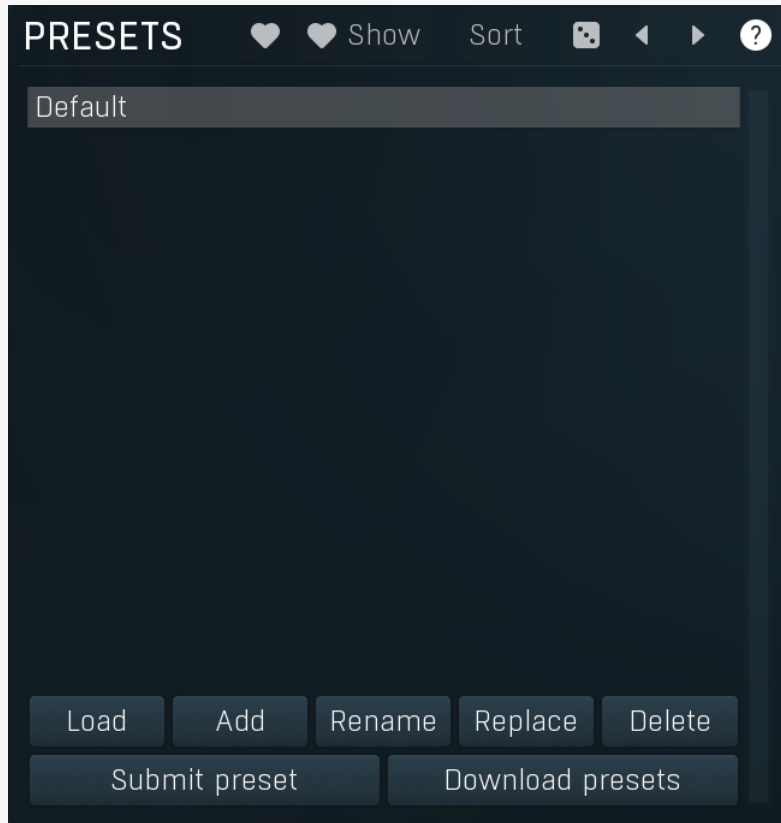 PRESETS Show Sort ?
Default
Load Add Rename Replace Delete
Submit preset Download presets